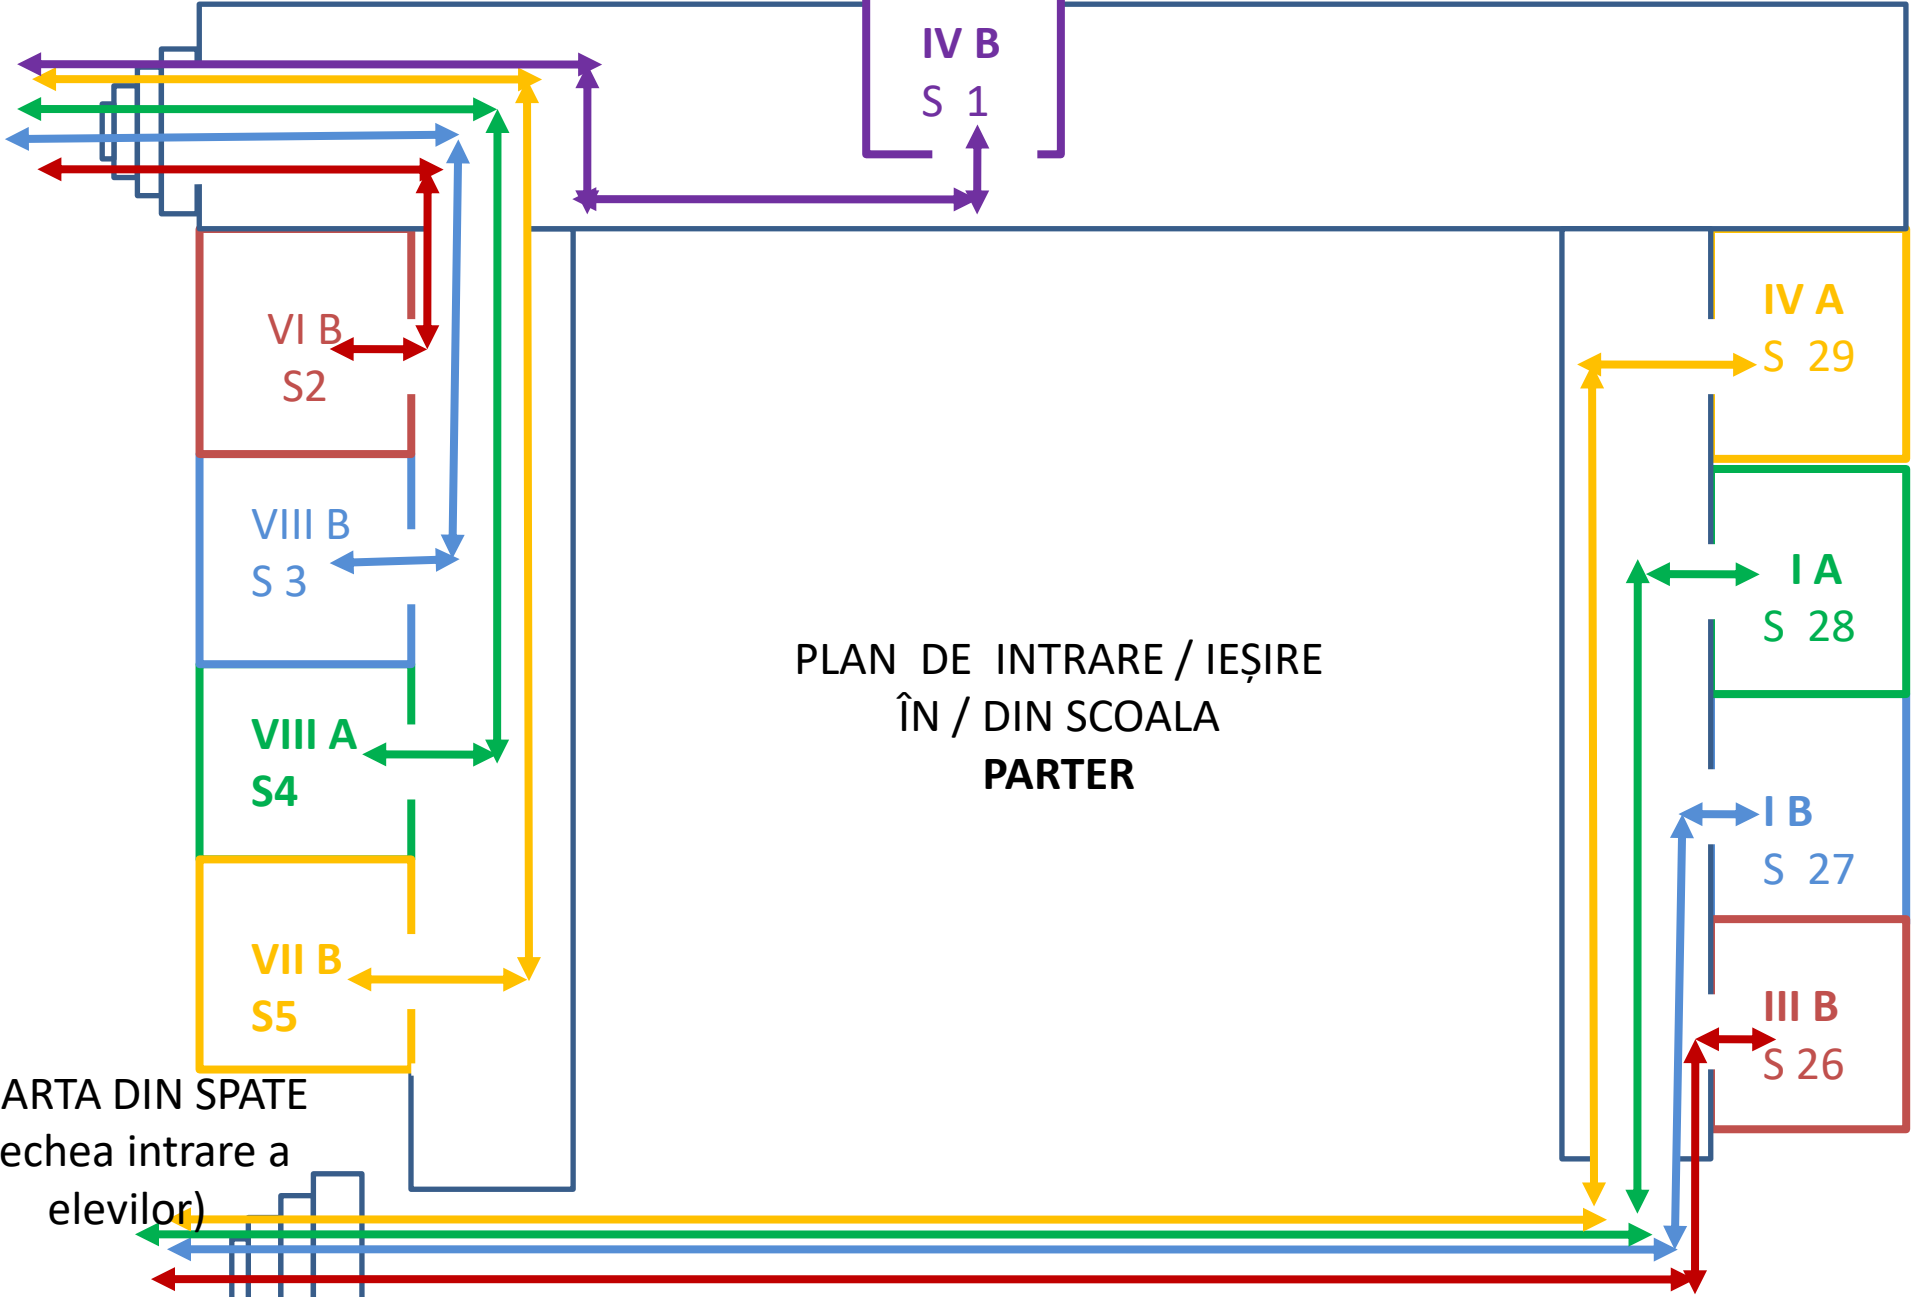 IV B
S 1
VI B
S2
VIII B
S 3
VIII A
S4
VII B
S5
PLAN DE INTRARE / IEȘIRE
ÎN / DIN SCOALA
PARTER
IV A
S 29
I A
S 28
I B
S 27
III B
S 26
ARTA DIN SPATE
echea intrare a
elevilor)